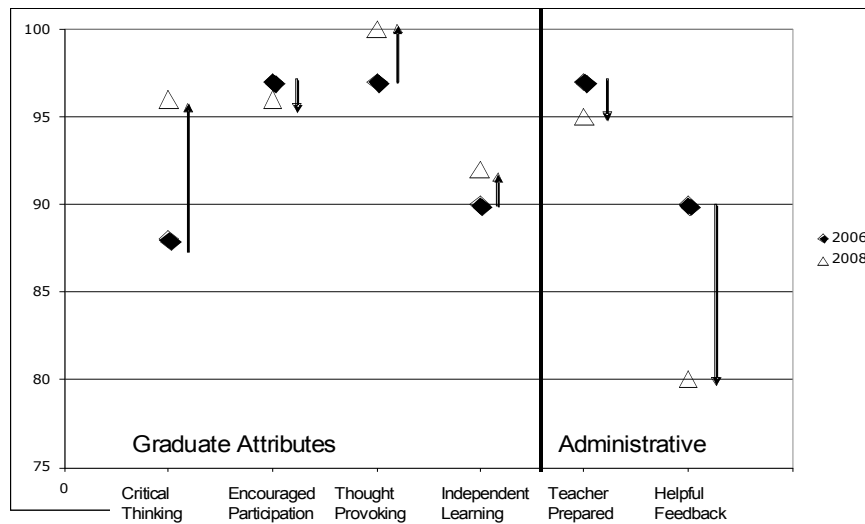 100
95
90
85
80
75
2006
2008
Graduate Attributes
Administrative
0
Critical Thinking
Encouraged Participation
Thought Provoking
Independent Learning
Teacher Prepared
Helpful Feedback